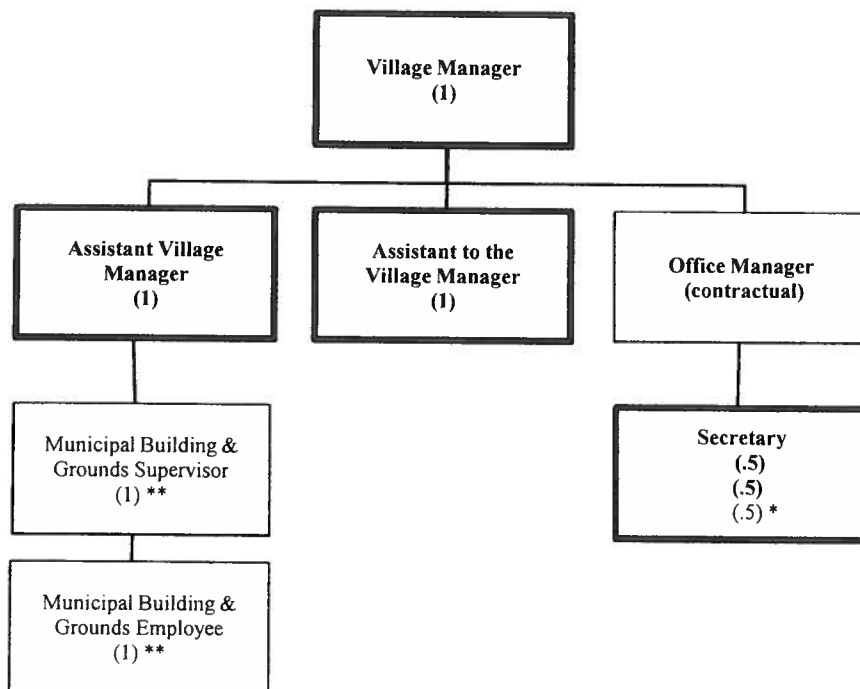 Village Manager
(1)
Assistant Village
Manager
(1)
Assistant to the
Village Manager
(1)
Office Manager
(contractual)
Municipal Building &
Grounds Supervisor
(1) **
Secretary
(.5)
(.5)
(.5) *
Municipal Building &
Grounds Employee
(1) **